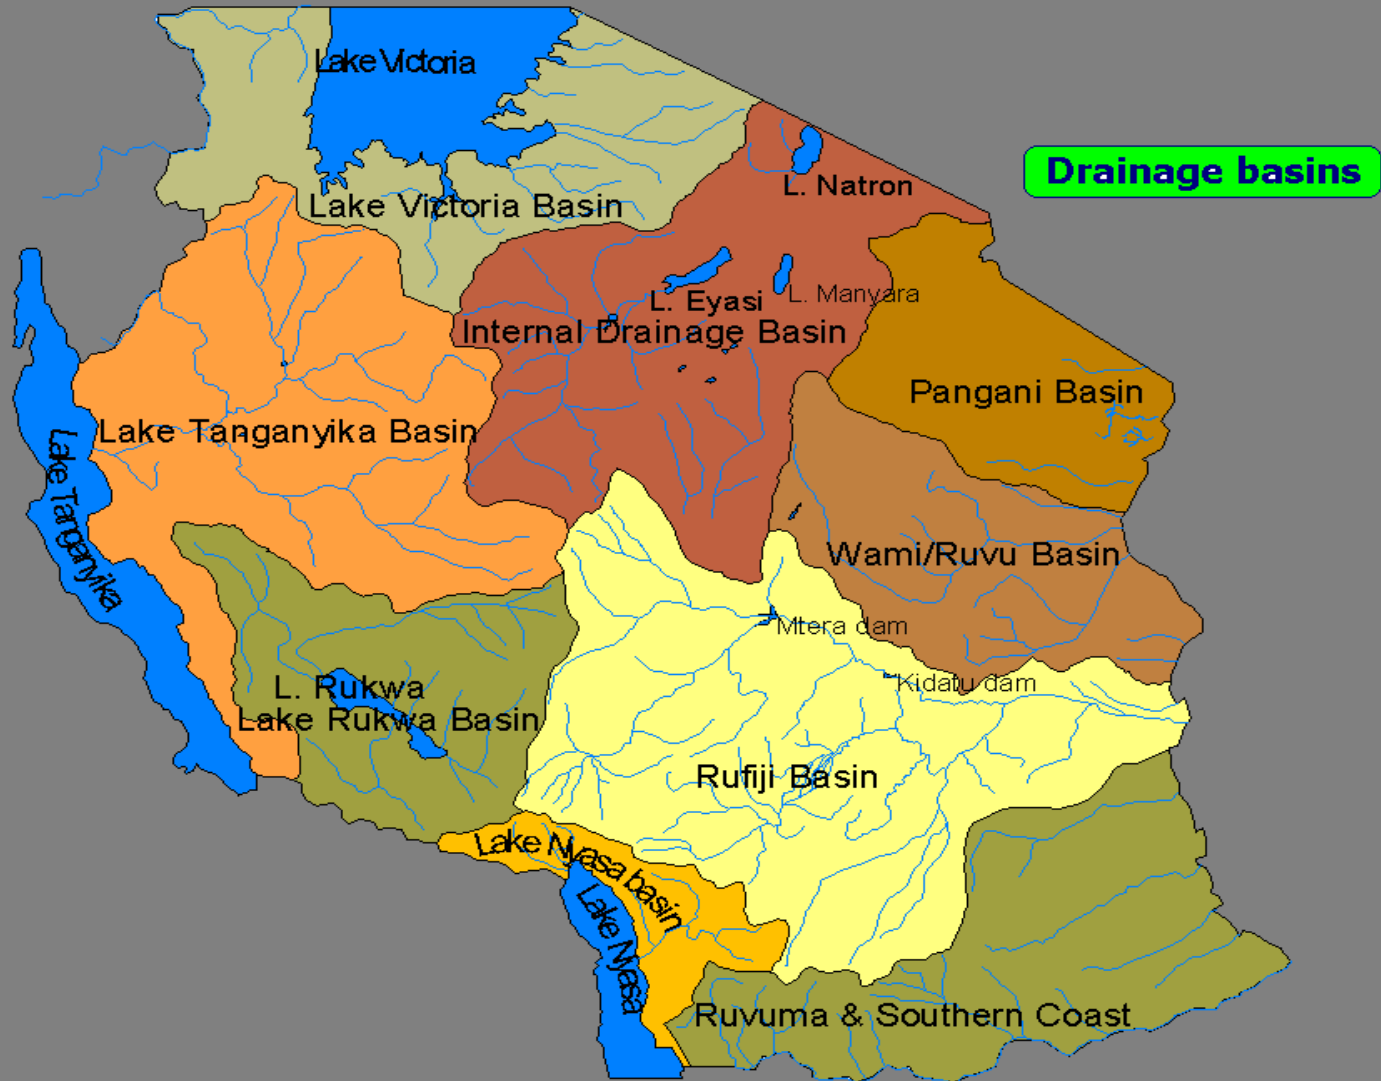 Lake Victoria
Drainage basins
L. Natron
Lake Victoria Basin
L. Eyasi
L. Manyara
Internal Drainage Basin
Pangani Basin
Lake Tanganyika Basin
Lake Tanganyika
Wami/Ruvu Basin
Mtera dam
Kidatu dam
L. Rukwa
Lake Rukwa Basin
Rufiji Basin
Lake Nyasa basin
Lake Nyasa
Ruvuma & Southern Coast